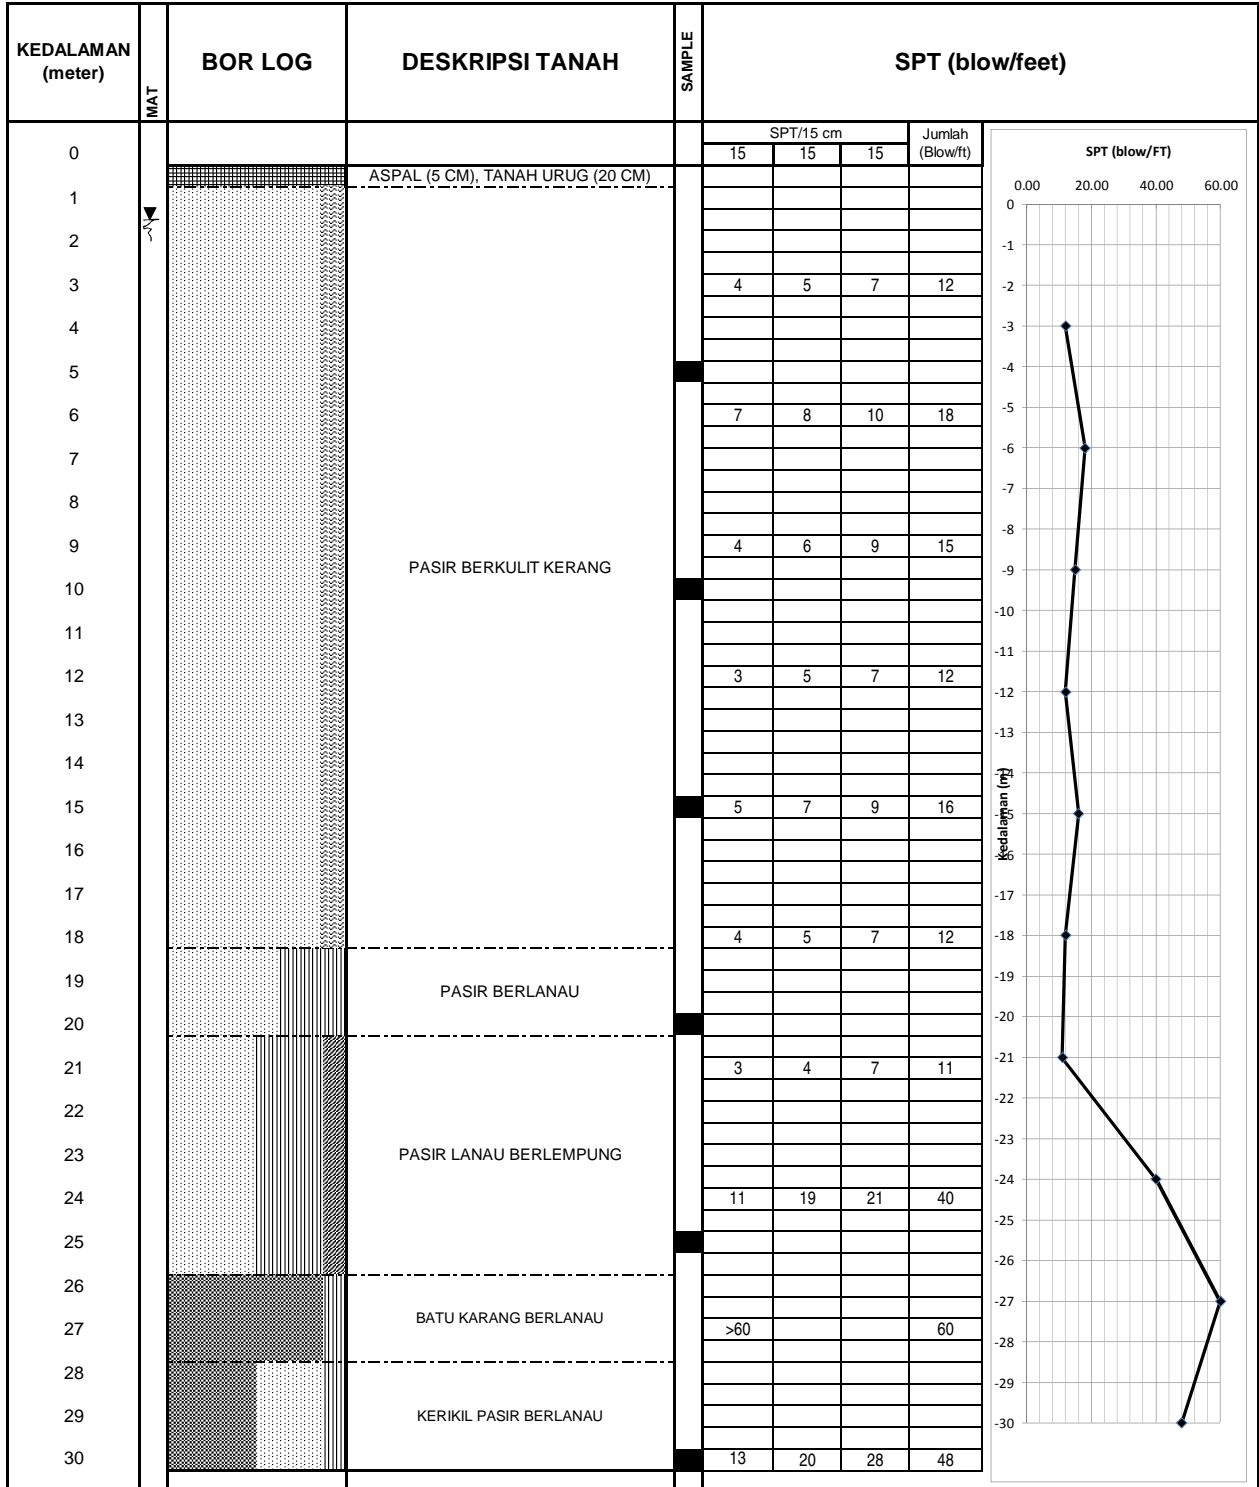 KEDALAMAN (meter) MAT BOR LOG DESKRIPSI TANAH SAMPLE SPT (blow/feet)
SPT/15 cm Jumlah (Blow/ft)
0 15 15 15
ASPAL (5 CM), TANAH URUG (20 CM)
1
2
3 4 5 7 12
4
5
6 7 8 10 18
7
8
9 4 6 9 15
PASIR BERKULIT KERANG
10
11
12 3 5 7 12
13
14
15 5 7 9 16
16
17
18 4 5 7 12
19
PASIR BERLANAU
20
21 3 4 7 11
22
23 PASIR LANAU BERLEMPUNG
24 11 19 21 40
25
26
BATU KARANG BERLANAU
27 >60 60
28
29 KERIKIL PASIR BERLANAU
30 13 20 28 48
SPT (blow/FT)
0.00 20.00 40.00 60.00
0
-1
-2
-3
-4
-5
-6
-7
-8
-9
-10
-11
-12
-13
-14
-15
-16
-17
-18
-19
-20
-21
-22
-23
-24
-25
-26
-27
-28
-29
-30
Kedalaman (m)